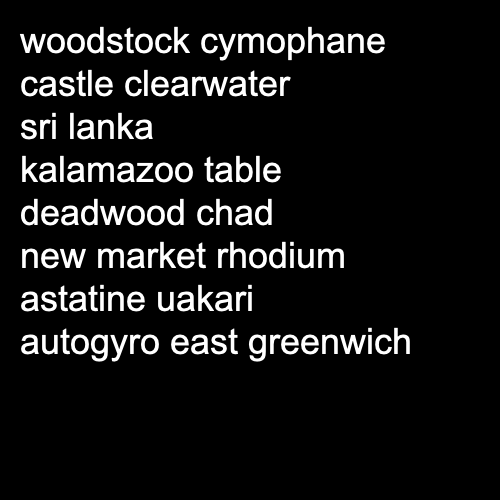 woodstock cymophane
castle clearwater
sri lanka
kalamazoo table
deadwood chad
new market rhodium
astatine uakari
autogyro east greenwich